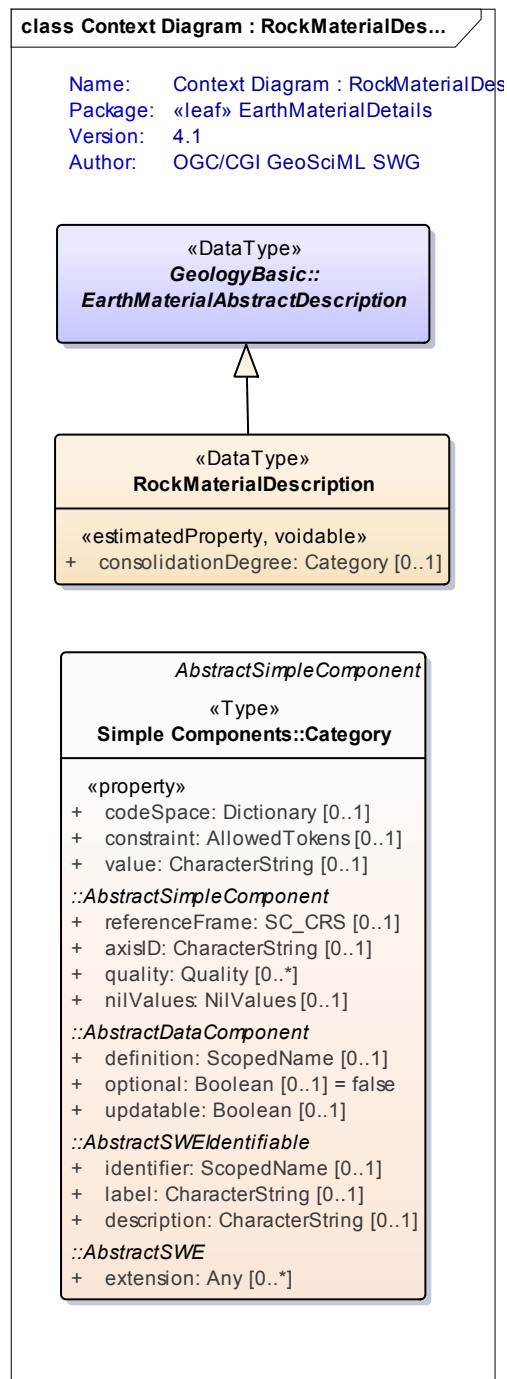 class Context Diagram : RockMaterialDes...
Name: Context Diagram : RockMaterialDes
Package: «leaf» EarthMaterialDetails
Version: 4.1
Author: OGC/CGI GeoSciML SWG
«DataType»
GeologyBasic::
EarthMaterialAbstractDescription
«DataType»
RockMaterialDescription
«estimatedProperty, voidable»
+ consolidationDegree: Category [0..1]
AbstractSimpleComponent
«Type»
Simple Components::Category
«property»
+ codeSpace: Dictionary [0..1]
+ constraint: AllowedTokens [0..1]
+ value: CharacterString [0..1]
::AbstractSimpleComponent
+ referenceFrame: SC_CRS [0..1]
+ axisID: CharacterString [0..1]
+ quality: Quality [0..*]
+ nilValues: NilValues [0..1]
::AbstractDataComponent
+ definition: ScopedName [0..1]
+ optional: Boolean [0..1] = false
+ updatable: Boolean [0..1]
::AbstractSWEIdentifiable
+ identifier: ScopedName [0..1]
+ label: CharacterString [0..1]
+ description: CharacterString [0..1]
::AbstractSWE
+ extension: Any [0..*]